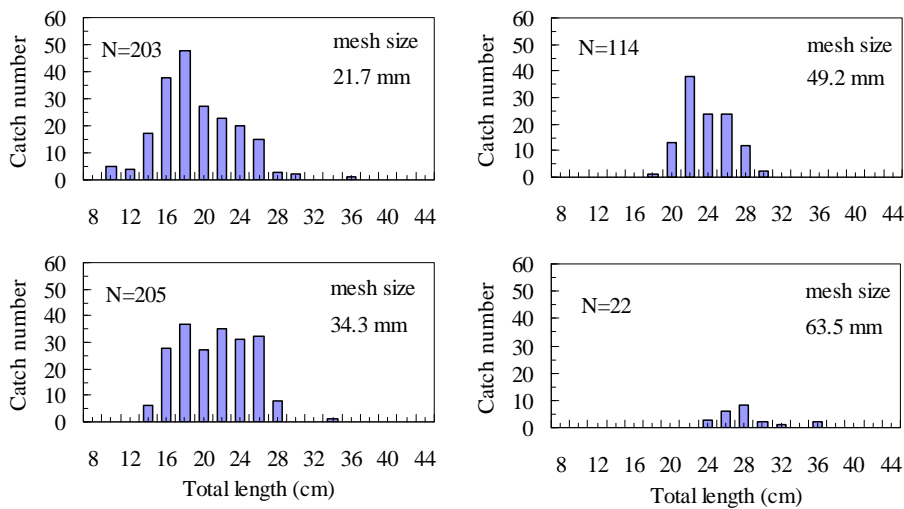 60
50
40
30
20
10
0
Catch number
N=203
mesh size
21.7 mm
8 12 16 20 24 28 32 36 40 44
60
50
40
30
20
10
0
Catch number
N=114
mesh size
49.2 mm
8 12 16 20 24 28 32 36 40 44
60
50
40
30
20
10
0
Catch number
N=205
mesh size
34.3 mm
8 12 16 20 24 28 32 36 40 44
Total length (cm)
60
50
40
30
20
10
0
Catch number
N=22
mesh size
63.5 mm
8 12 16 20 24 28 32 36 40 44
Total length (cm)